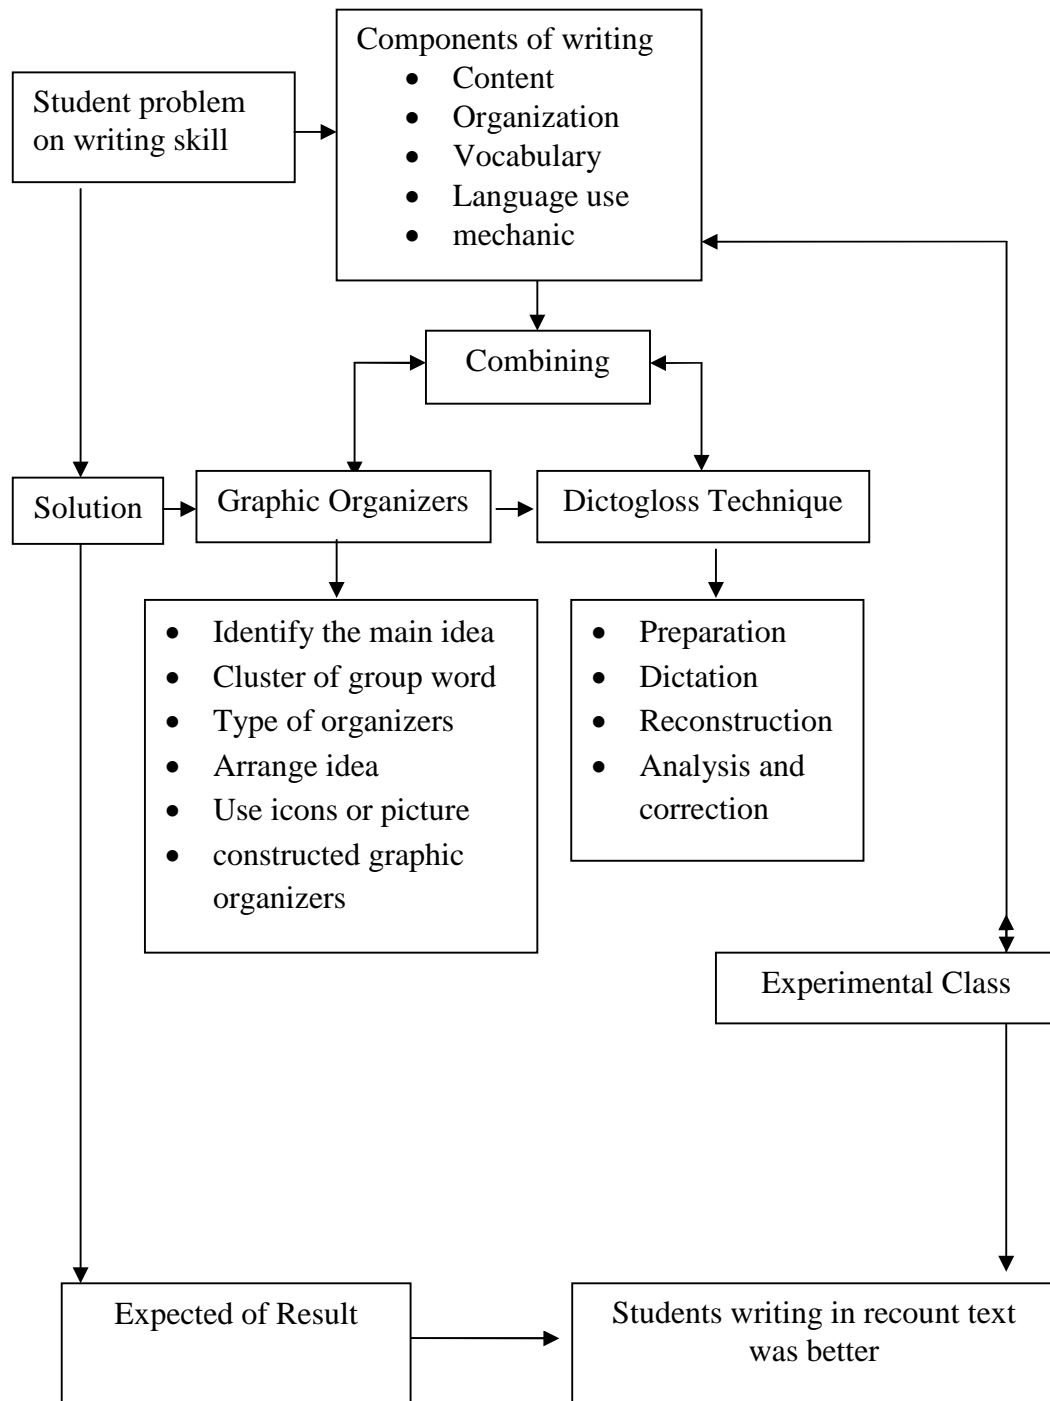 Components of writing
• Content
• Organization
• Vocabulary
• Language use
• mechanic
Student problem
on writing skill
Combining
Solution
Graphic Organizers
Dictogloss Technique
• Identify the main idea
• Cluster of group word
• Type of organizers
• Arrange idea
• Use icons or picture
• constructed graphic
organizers
• Preparation
• Dictation
• Reconstruction
• Analysis and
correction
Experimental Class
Expected of Result
Students writing in recount text
was better